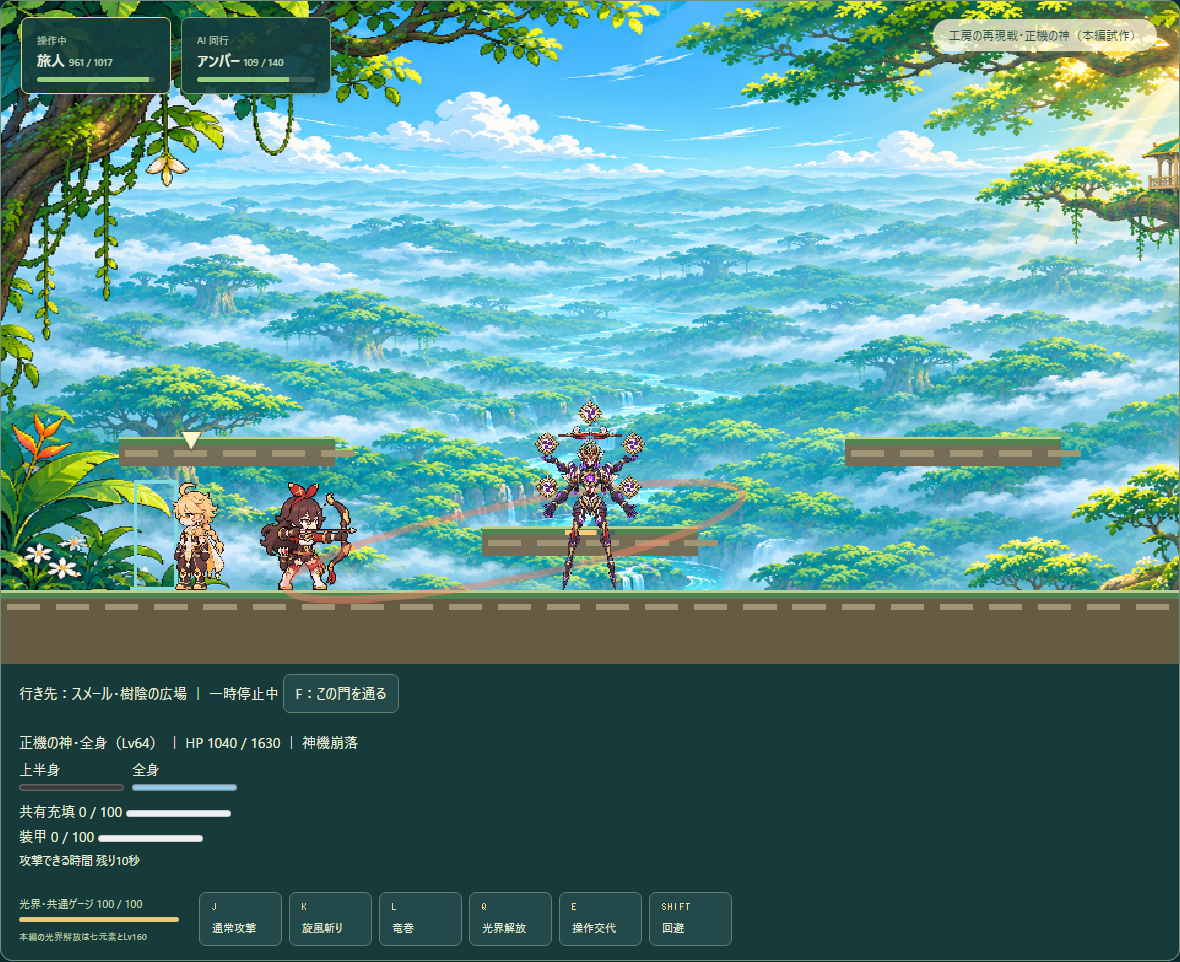 操作中
旅人 961 / 1017
AI 同行
アンバー 109 / 140
工房の再現戦・正機の神（本編試作）
行き先：スメール・樹陰の広場 ｜ 一時停止中 F：この門を通る
正機の神・全身（Lv64） ｜ HP 1040 / 1630 ｜ 神機崩落
上半身 全身
共有充填 0 / 100
装甲 0 / 100
攻撃できる時間 残り10秒
光界・共通ゲージ 100 / 100
本編の光界解放は七元素とLv160
J
通常攻撃
K
旋風斬り
L
竜巻
Q
光界解放
E
操作交代
SHIFT
回避